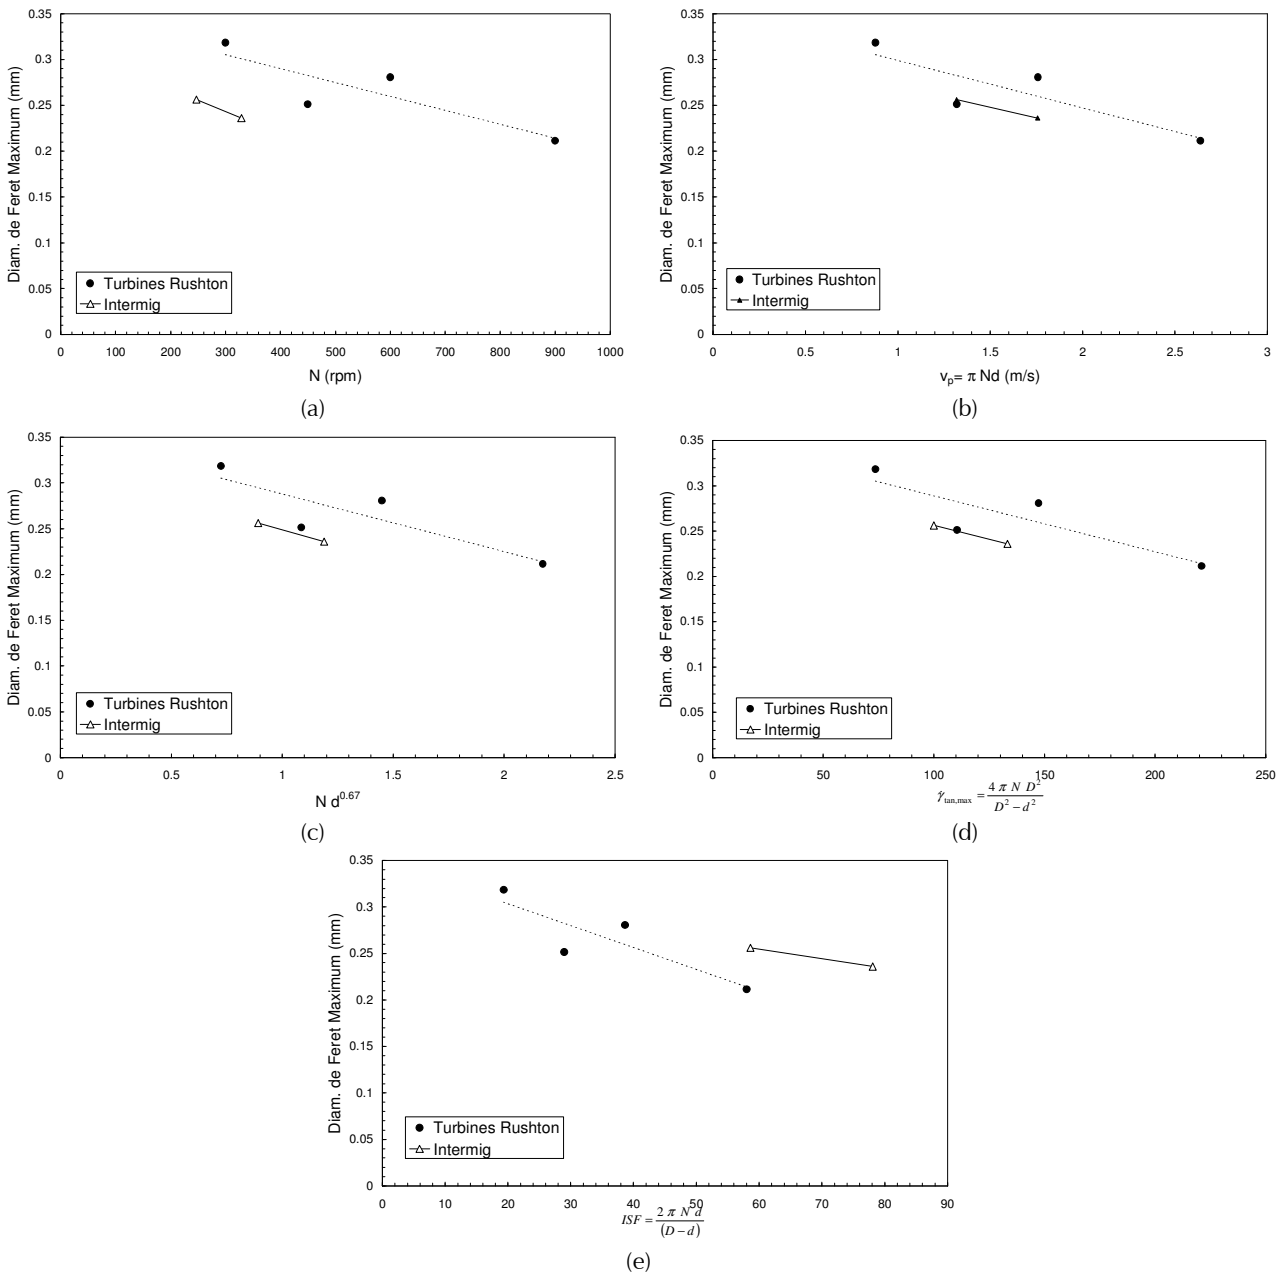 0.35
0.3
0.25
0.2
0.15
0.1
0.05
0
Diam. de Feret Maximum (mm)
Turbines Rushton
Intermig
0 100 200 300 400 500 600 700 800 900 1000
N (rpm)
(a)
0.35
0.3
0.25
0.2
0.15
0.1
0.05
0
Diam. de Feret Maximum (mm)
Turbines Rushton
Intermig
0 0.5 1 1.5 2 2.5 3
v_p= π Nd (m/s)
(b)
0.35
0.3
0.25
0.2
0.15
0.1
0.05
0
Diam. de Feret Maximum (mm)
Turbines Rushton
Intermig
0 0.5 1 1.5 2 2.5
N d^0.67
(c)
0.35
0.3
0.25
0.2
0.15
0.1
0.05
0
Diam. de Feret Maximum (mm)
Turbines Rushton
Intermig
0 50 100 150 200 250
γ̇_tan,max = (4 π N D²)/(D² − d²)
(d)
0.35
0.3
0.25
0.2
0.15
0.1
0.05
0
Diam. de Feret Maximum (mm)
Turbines Rushton
Intermig
0 10 20 30 40 50 60 70 80 90
ISF = (2 π N d)/(D − d)
(e)